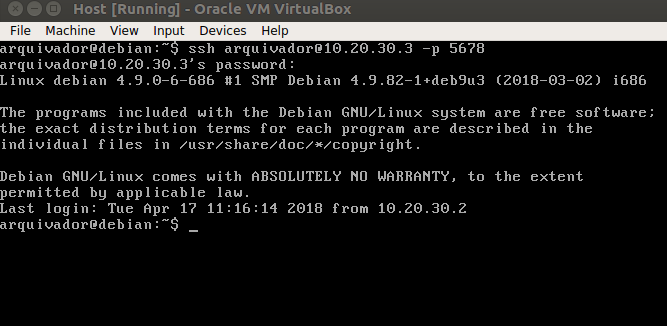 Host [Running] - Oracle VM VirtualBox
File Machine View Input Devices Help
arquivador@debian:~$ ssh arquivador@10.20.30.3 -p 5678
arquivador@10.20.30.3's password:
Linux debian 4.9.0-6-686 #1 SMP Debian 4.9.82-1+deb9u3 (2018-03-02) i686
The programs included with the Debian GNU/Linux system are free software;
the exact distribution terms for each program are described in the
individual files in /usr/share/doc/*/copyright.
Debian GNU/Linux comes with ABSOLUTELY NO WARRANTY, to the extent
permitted by applicable law.
Last login: Tue Apr 17 11:16:14 2018 from 10.20.30.2
arquivador@debian:~$ _